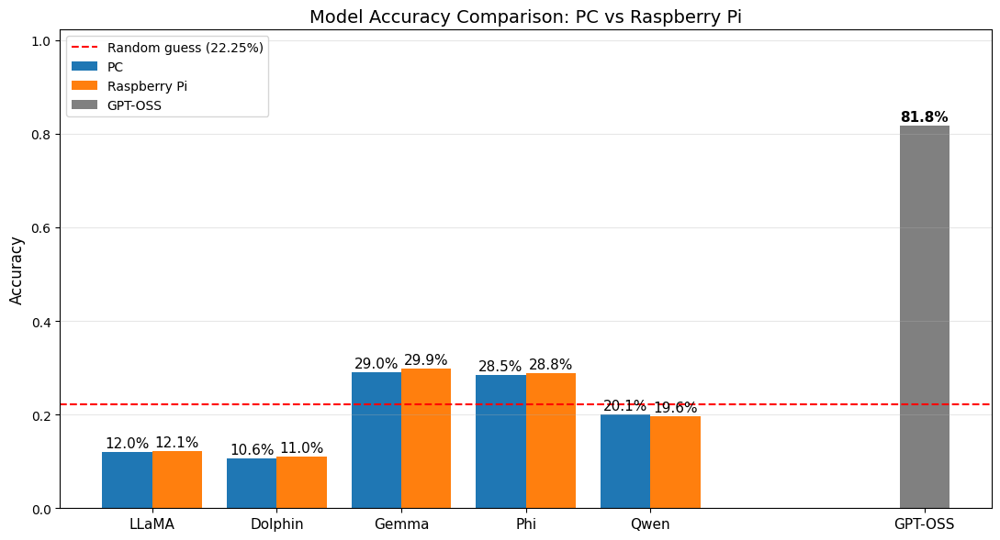 Model Accuracy Comparison: PC vs Raspberry Pi
Random guess (22.25%)
PC
Raspberry Pi
GPT-OSS
Accuracy
1.0
0.8
0.6
0.4
0.2
0.0
12.0%
12.1%
10.6%
11.0%
29.0%
29.9%
28.5%
28.8%
20.1%
19.6%
81.8%
LLaMA
Dolphin
Gemma
Phi
Qwen
GPT-OSS